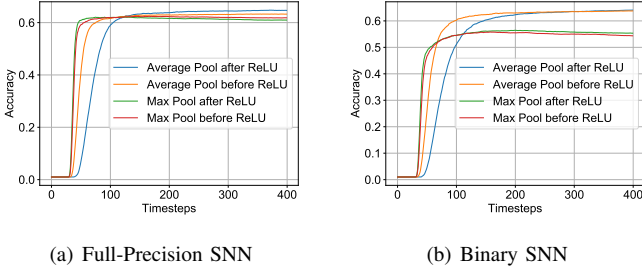 0.6
0.4
0.2
0.0
Accuracy
Average Pool after ReLU
Average Pool before ReLU
Max Pool after ReLU
Max Pool before ReLU
0 100 200 300 400
Timesteps
(a) Full-Precision SNN
0.6
0.5
0.4
0.3
0.2
0.1
0.0
Accuracy
Average Pool after ReLU
Average Pool before ReLU
Max Pool after ReLU
Max Pool before ReLU
0 100 200 300 400
Timesteps
(b) Binary SNN